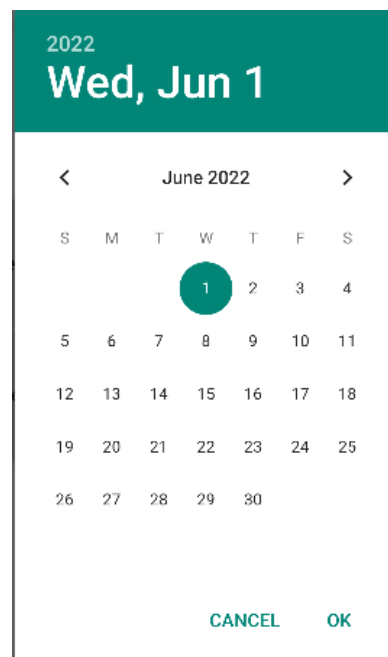 2022
Wed, Jun 1
June 2022
S M T W T F S
1 2 3 4
5 6 7 8 9 10 11
12 13 14 15 16 17 18
19 20 21 22 23 24 25
26 27 28 29 30
CANCEL OK